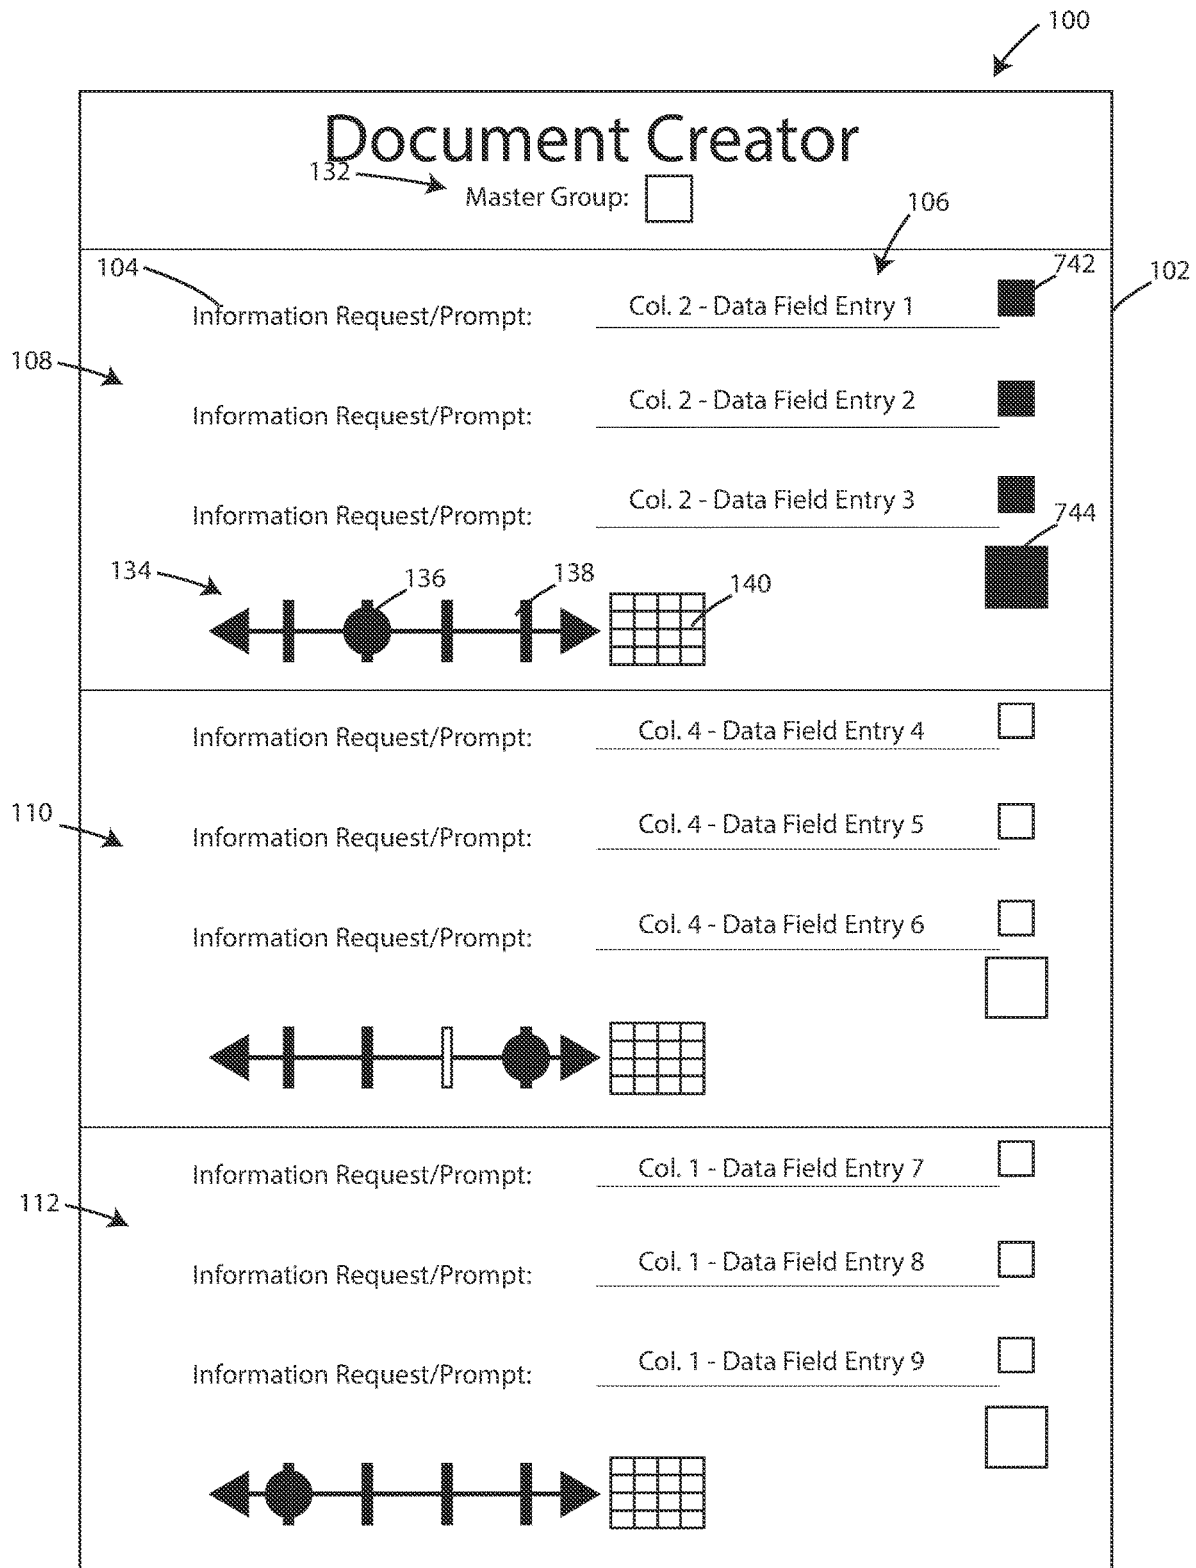 100
Document Creator
132
Master Group:
106
104
742
102
Information Request/Prompt: Col. 2 - Data Field Entry 1
108
Information Request/Prompt: Col. 2 - Data Field Entry 2
Information Request/Prompt: Col. 2 - Data Field Entry 3
744
134
136
138
140
Information Request/Prompt: Col. 4 - Data Field Entry 4
110
Information Request/Prompt: Col. 4 - Data Field Entry 5
Information Request/Prompt: Col. 4 - Data Field Entry 6
Information Request/Prompt: Col. 1 - Data Field Entry 7
112
Information Request/Prompt: Col. 1 - Data Field Entry 8
Information Request/Prompt: Col. 1 - Data Field Entry 9